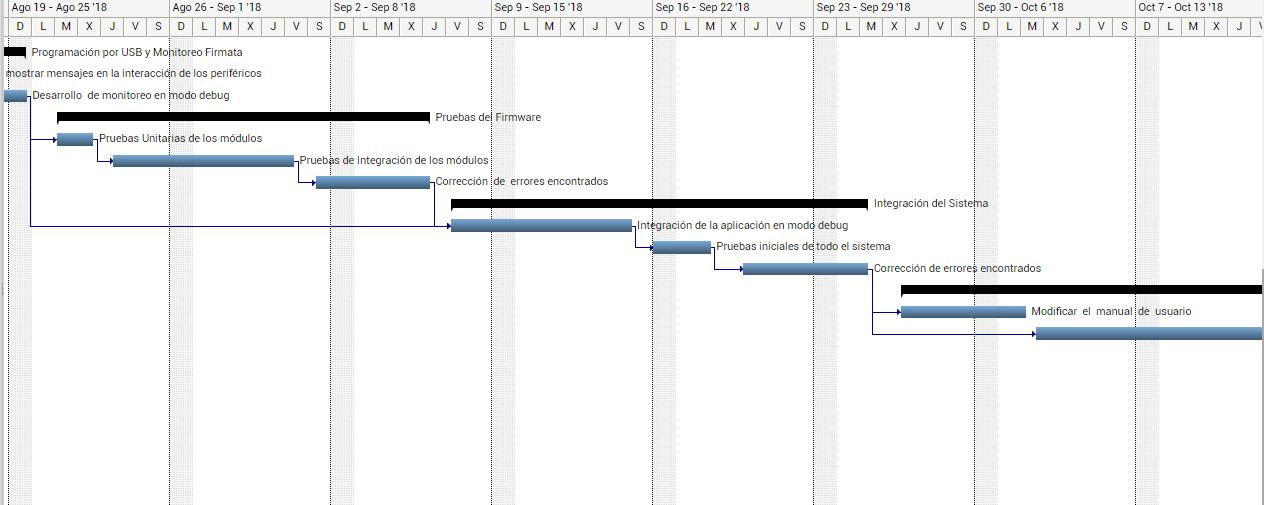 Ago 19 - Ago 25 '18 Ago 26 - Sep 1 '18 Sep 2 - Sep 8 '18 Sep 9 - Sep 15 '18 Sep 16 - Sep 22 '18 Sep 23 - Sep 29 '18 Sep 30 - Oct 6 '18 Oct 7 - Oct 13 '18
D L M X J V S D L M X J V S D L M X J V S D L M X J V S D L M X J V S D L M X J V S D L M X J V S D L M X J V
Programación por USB y Monitoreo Firmata
mostrar mensajes en la interacción de los periféricos
Desarrollo de monitoreo en modo debug
Pruebas del Firmware
Pruebas Unitarias de los módulos
Pruebas de Integración de los módulos
Corrección de errores encontrados
Integración del Sistema
Integración de la aplicación en modo debug
Pruebas iniciales de todo el sistema
Corrección de errores encontrados
Modificar el manual de usuario